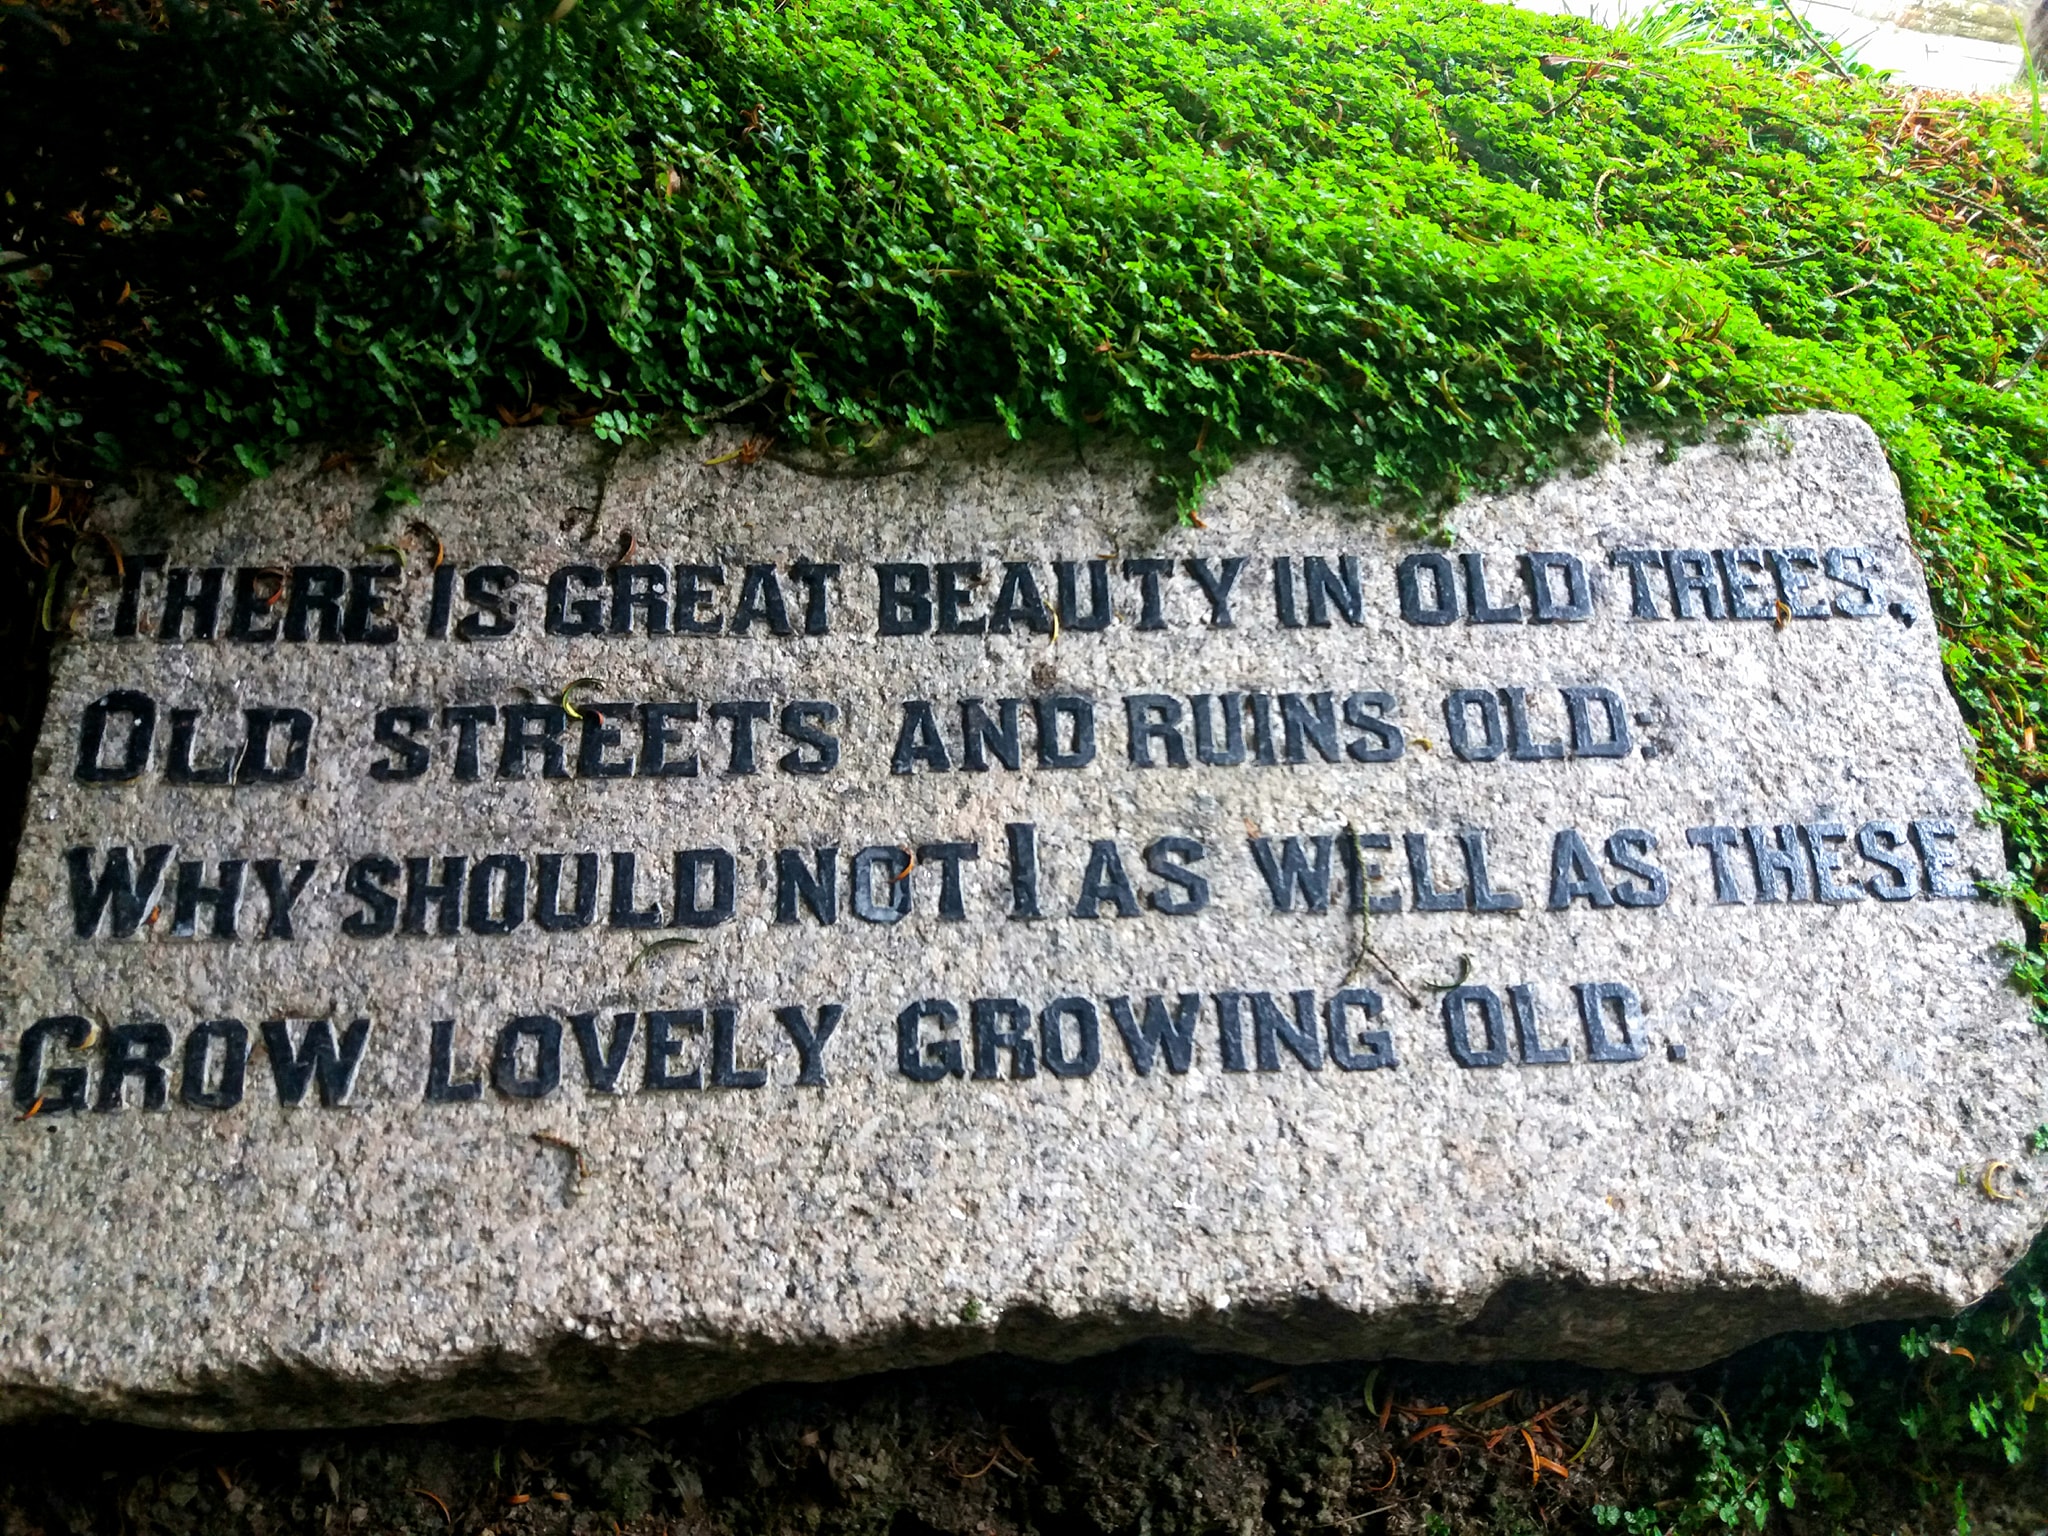 THERE IS GREAT BEAUTY IN OLD TREES,
OLD STREETS AND RUINS OLD:
WHY SHOULD NOT I AS WELL AS THESE
GROW LOVELY GROWING OLD.